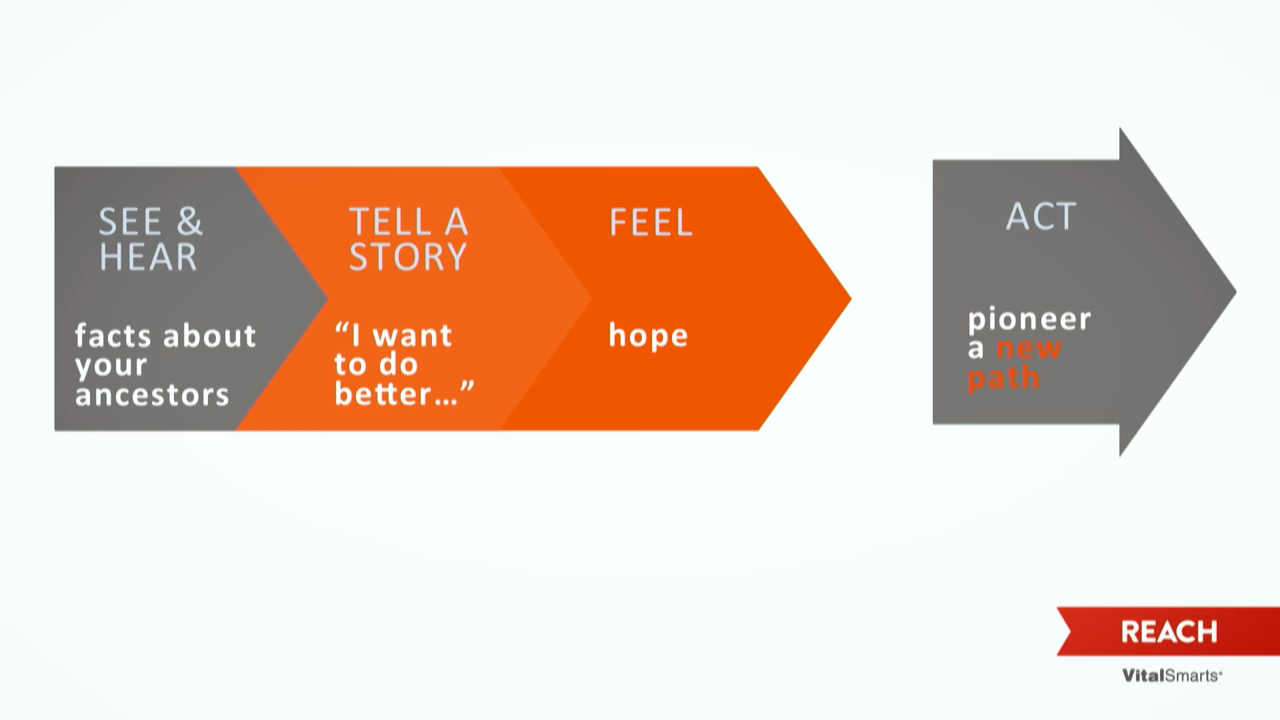 SEE &
HEAR
facts about
your
ancestors
TELL A
STORY
“I want
to do
better…”
FEEL
hope
ACT
pioneer
a new
path
REACH
VitalSmarts